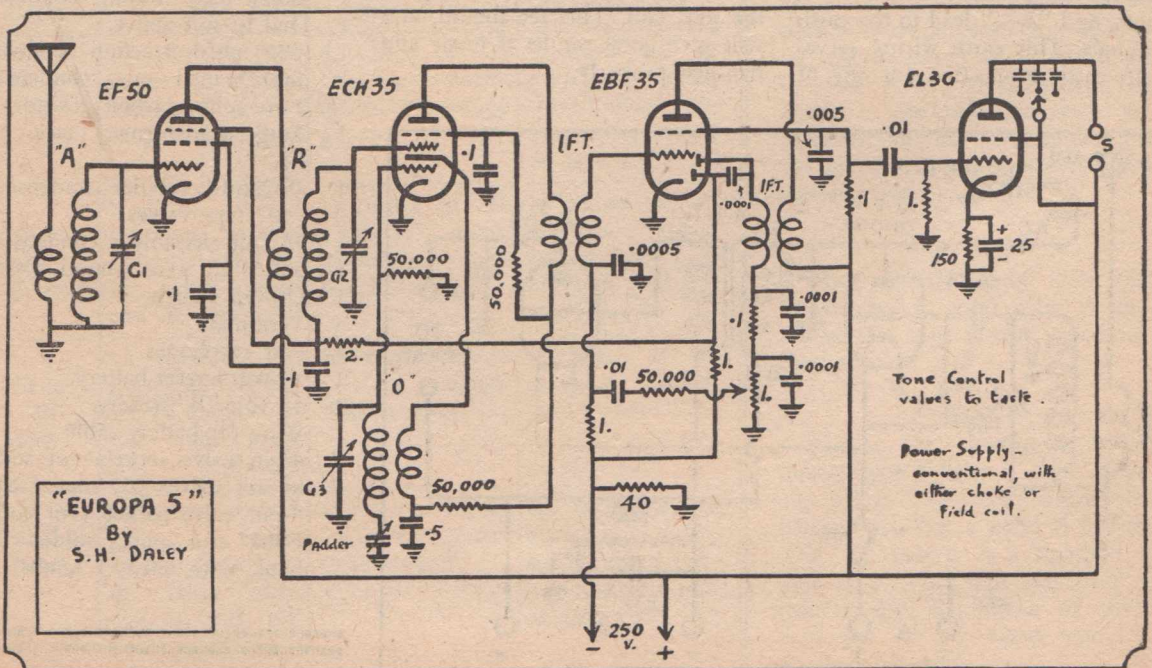 EF50
ECH35
EBF35
EL3G
"A"
"R"
I.F.T.
.005
.01
S
.1
I.F.T.
.0001
.1
1.
G1
G2
50.000
50.000
.0005
150
+
-
25
.1
2.
.1
.0001
.1
1.
.0001
1.
.01
50.000
1.
"O"
G3
Padder
50,000
.5
40
Tone Control
values to taste.
Power Supply-
conventional, with
either choke or
Field coil.
"EUROPA 5"
By
S.H. DALEY
- 250 +
v.